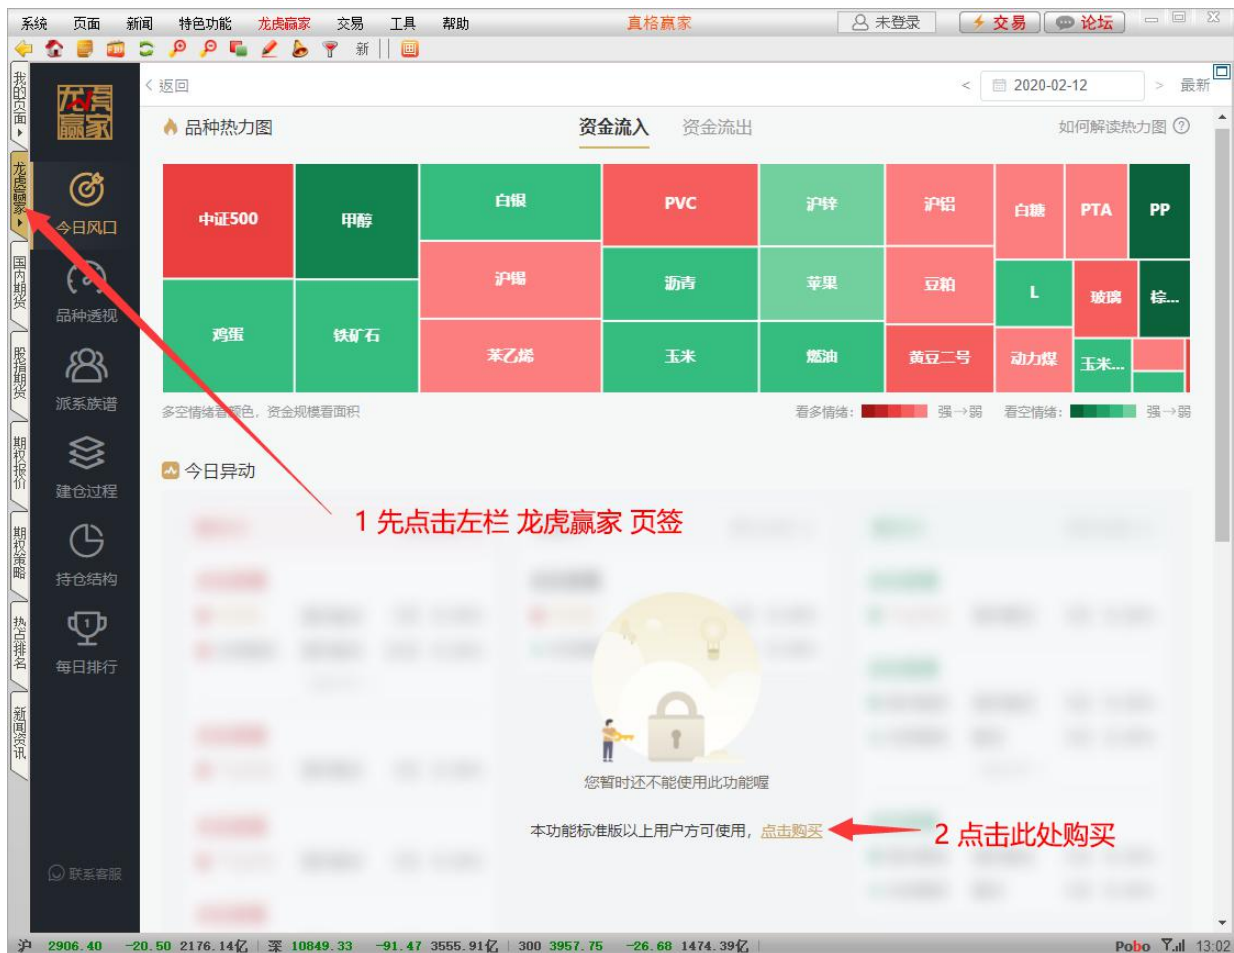 系统 页面 新闻 特色功能 龙虎赢家 交易 工具 帮助 真格赢家 未登录 交易 论坛
新
我的页面
龙虎赢家
国内期货
股指期货
期权报价
期权策略
热点排名
新闻资讯
龙虎赢家
今日风口
品种透视
派系族谱
建仓过程
持仓结构
每日排行
联系客服
< 返回 < 2020-02-12 > 最新
品种热力图 资金流入 资金流出 如何解读热力图 ?
中证500 甲醇 白银 PVC 沪锌 沪铝 白糖 PTA PP
沪锡 沥青 苹果 豆粕 L 玻璃 棕...
鸡蛋 铁矿石 苯乙烯 玉米 燃油 黄豆二号 动力煤 玉米...
多空情绪看颜色，资金规模看面积 看多情绪： 强→弱 看空情绪： 强→弱
今日异动
1 先点击左栏 龙虎赢家 页签
您暂时还不能使用此功能喔
本功能标准版以上用户方可使用，点击购买
2 点击此处购买
沪 2906.40 -20.50 2176.14亿 深 10849.33 -91.47 3555.91亿 300 3957.75 -26.68 1474.39亿 Pobo 13:02